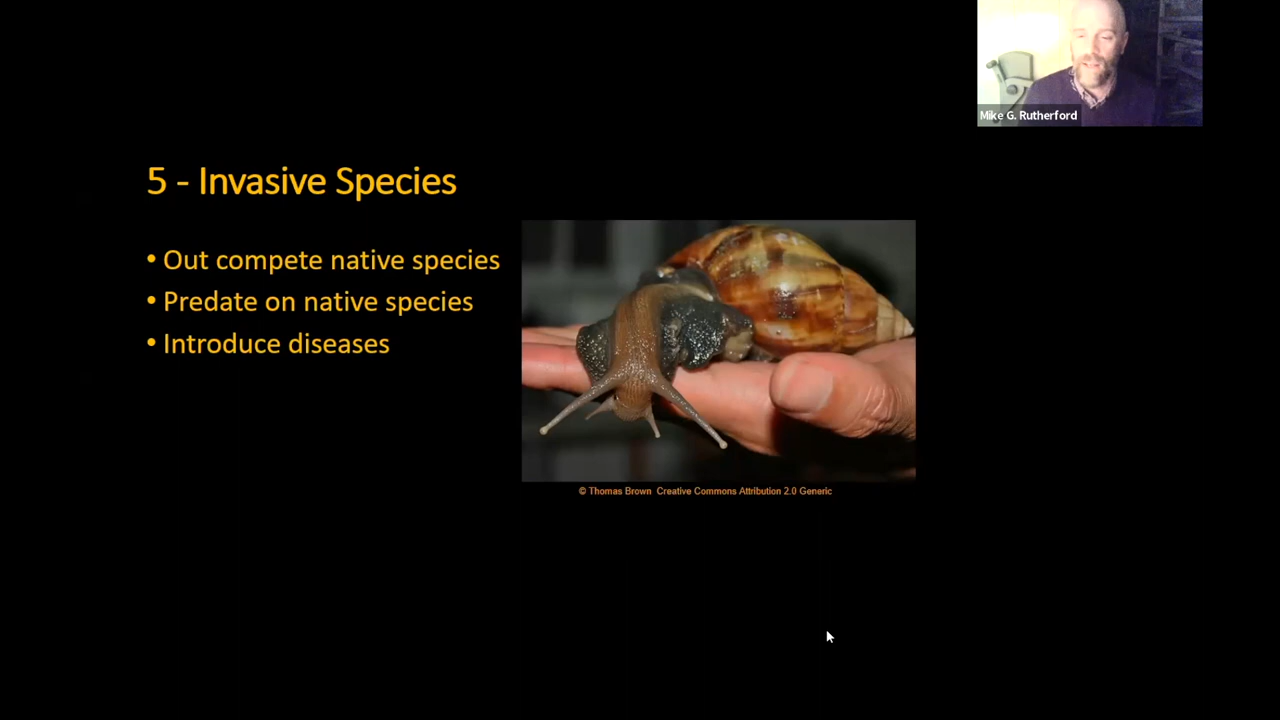 Mike G. Rutherford
5 - Invasive Species
• Out compete native species
• Predate on native species
• Introduce diseases
© Thomas Brown Creative Commons Attribution 2.0 Generic